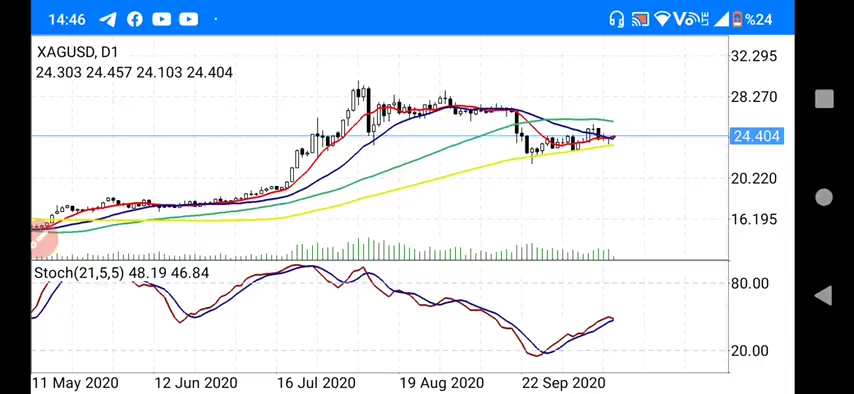 14:46
VoLTE
%24
XAGUSD, D1
24.303 24.457 24.103 24.404
32.295
28.270
24.404
20.220
16.195
Stoch(21,5,5) 48.19 46.84
80.00
20.00
11 May 2020 12 Jun 2020 16 Jul 2020 19 Aug 2020 22 Sep 2020